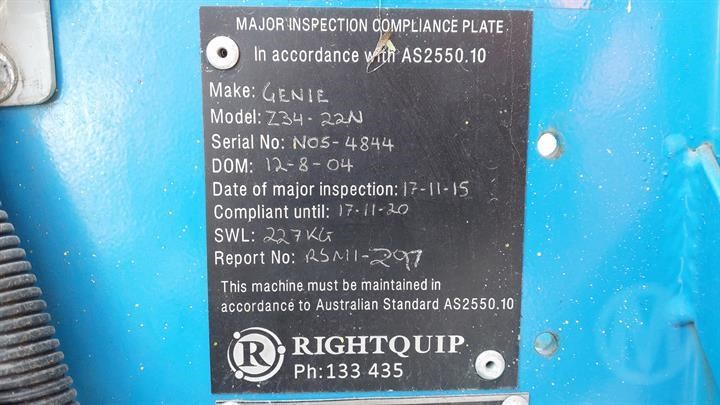 MAJOR INSPECTION COMPLIANCE PLATE
In accordance with AS2550.10
Make: GENIE
Model: Z34-22N
Serial No: N05-4844
DOM: 12-8-04
Date of major inspection: 17-11-15
Compliant until: 17-11-20
SWL: 227KG
Report No: RSMI-297
This machine must be maintained in
accordance to Australian Standard AS2550.10
R RIGHTQUIP
Ph: 133 435